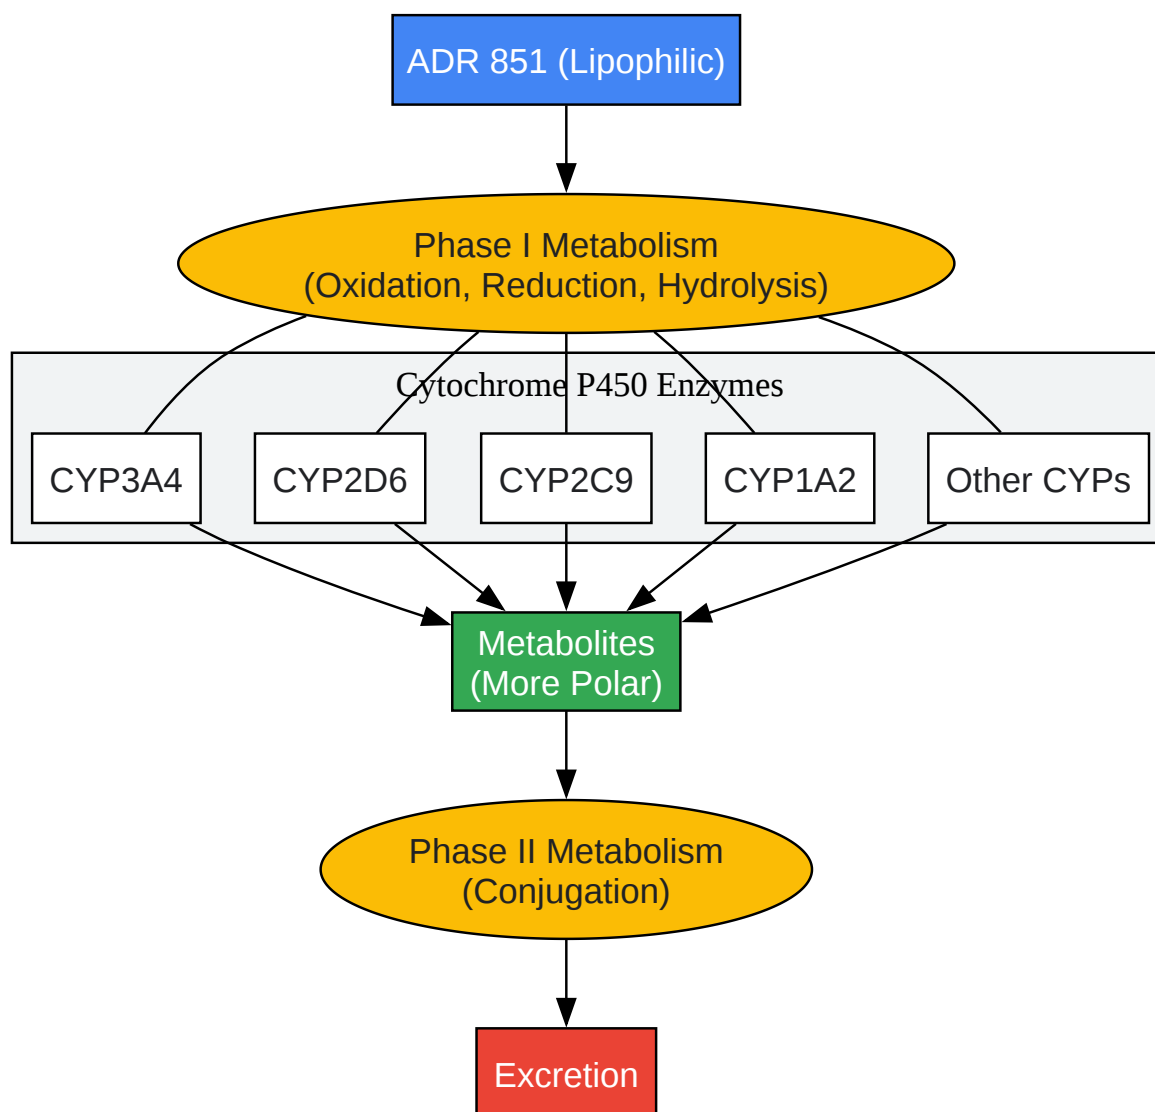 ADR 851 (Lipophilic)
Phase I Metabolism
(Oxidation, Reduction, Hydrolysis)
Cytochrome P450 Enzymes
CYP3A4
CYP2D6
CYP2C9
CYP1A2
Other CYPs
Metabolites
(More Polar)
Phase II Metabolism
(Conjugation)
Excretion